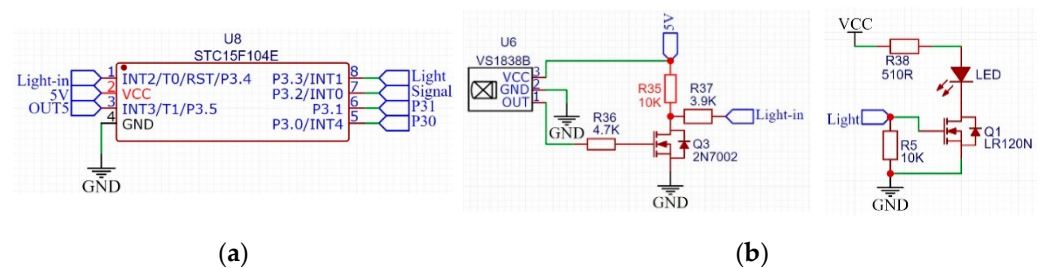 U8
STC15F104E
Light-in
1
INT2/T0/RST/P3.4
P3.3/INT1
8
Light
5V
2
VCC
P3.2/INT0
7
Signal
OUT5
3
INT3/T1/P3.5
P3.1
6
P31
4
GND
P3.0/INT4
5
P30
GND
(a)
U6
VS1838B
VCC
3
GND
2
OUT
1
GND
5V
R35
10K
R37
3.9K
Light-in
R36
4.7K
Q3
2N7002
GND
VCC
R38
510R
LED
Light
R5
10K
Q1
LR120N
GND
(b)